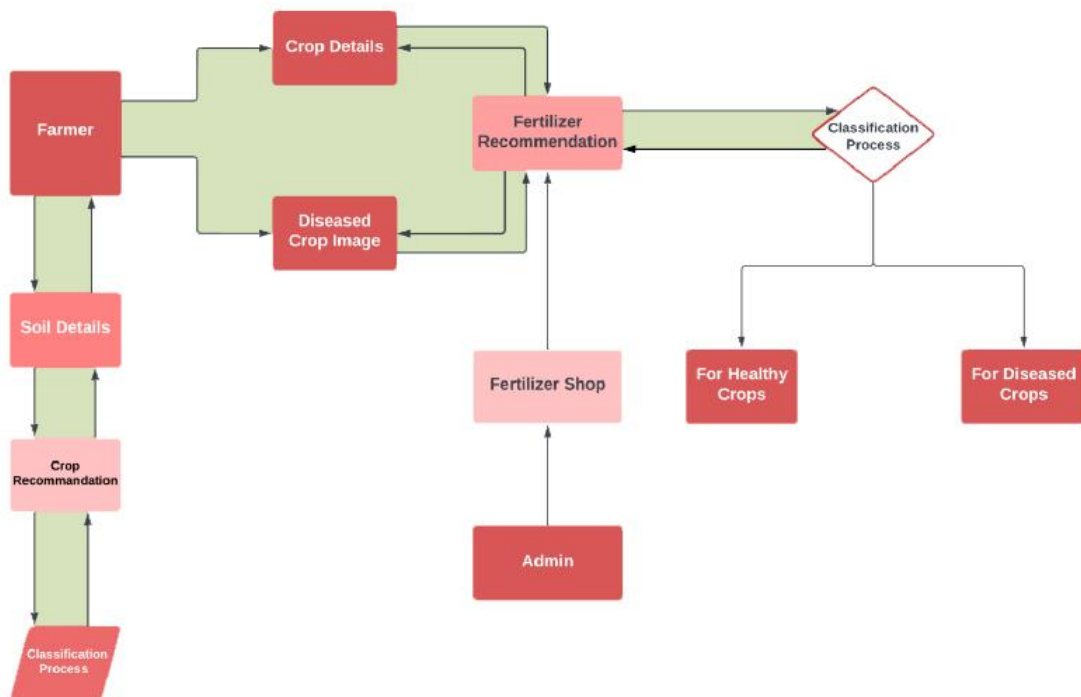 Crop Details
Farmer
Fertilizer
Recommendation
Classification
Process
Diseased
Crop Image
Soil Details
Fertilizer Shop
For Healthy
Crops
For Diseased
Crops
Crop
Recommandation
Admin
Classification
Process